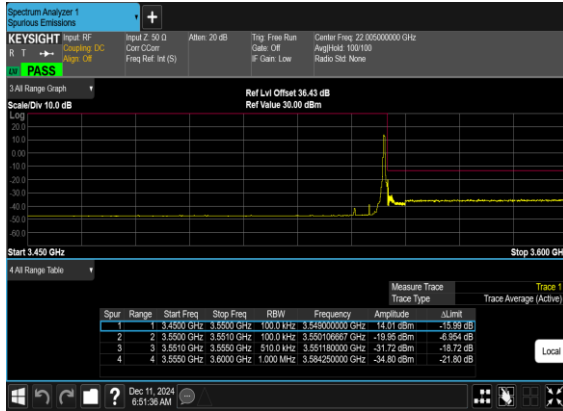 Spectrum Analyzer 1
Spurious Emissions
+
KEYSIGHT Input: RF Input Z: 50 Ω Atten: 20 dB Trig: Free Run Center Freq: 22.005000000 GHz
R T Coupling: DC Corr CCorr Gate: Off Avg|Hold: 100/100
Align: Off Freq Ref: Int (S) IF Gain: Low Radio Std: None
PASS
3 All Range Graph
Ref Lvl Offset 36.43 dB
Scale/Div 10.0 dB Ref Value 30.00 dBm
Log
20.0
10.0
0.00
-10.0
-20.0
-30.0
-40.0
-50.0
-60.0
Start 3.450 GHz Stop 3.600 GH
4 All Range Table
Measure Trace Trace 1
Trace Type Trace Average (Active)
Spur Range Start Freq Stop Freq RBW Frequency Amplitude ΔLimit
1 1 3.4500 GHz 3.5500 GHz 100.0 kHz 3.549000000 GHz 14.01 dBm -15.99 dB
2 2 3.5500 GHz 3.5510 GHz 100.0 kHz 3.550106667 GHz -19.95 dBm -6.954 dB
3 3 3.5510 GHz 3.5550 GHz 510.0 kHz 3.551180000 GHz -31.72 dBm -18.72 dB
4 4 3.5550 GHz 3.6000 GHz 1.000 MHz 3.584250000 GHz -34.80 dBm -21.80 dB
Local
? Dec 11, 2024
6:51:36 AM